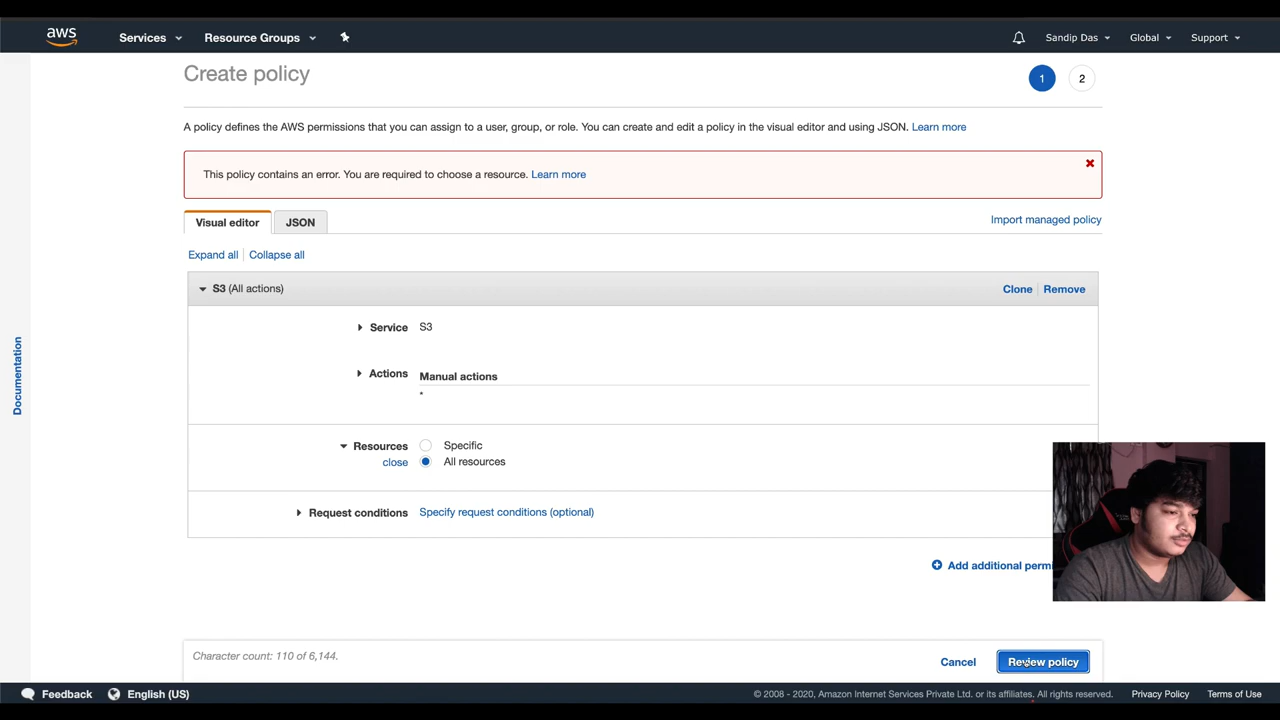 aws
Services
Resource Groups
Sandip Das
Global
Support
Create policy
1
2
A policy defines the AWS permissions that you can assign to a user, group, or role. You can create and edit a policy in the visual editor and using JSON. Learn more
This policy contains an error. You are required to choose a resource. Learn more
Visual editor
JSON
Import managed policy
Expand all
Collapse all
S3 (All actions)
Clone
Remove
Service
S3
Actions
Manual actions
*
Resources
Specific
close
All resources
Request conditions
Specify request conditions (optional)
Add additional permi
Documentation
Character count: 110 of 6,144.
Cancel
Review policy
Feedback
English (US)
© 2008 - 2020, Amazon Internet Services Private Ltd. or its affiliates. All rights reserved.
Privacy Policy
Terms of Use